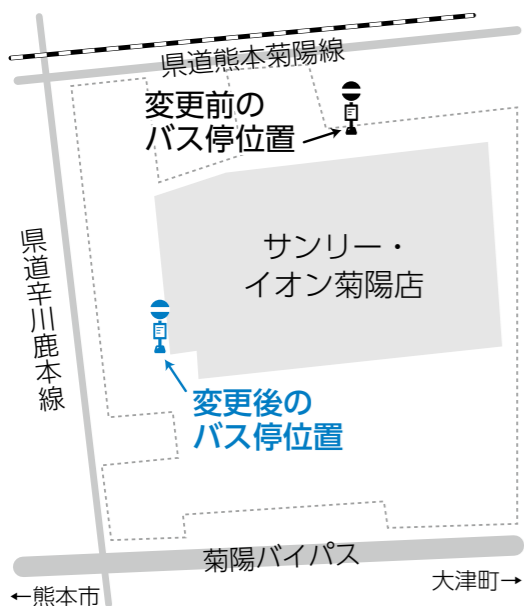 県道熊本菊陽線
変更前の
バス停位置
サンリー・
イオン菊陽店
県道辛川鹿本線
変更後の
バス停位置
菊陽バイパス
←熊本市
大津町→